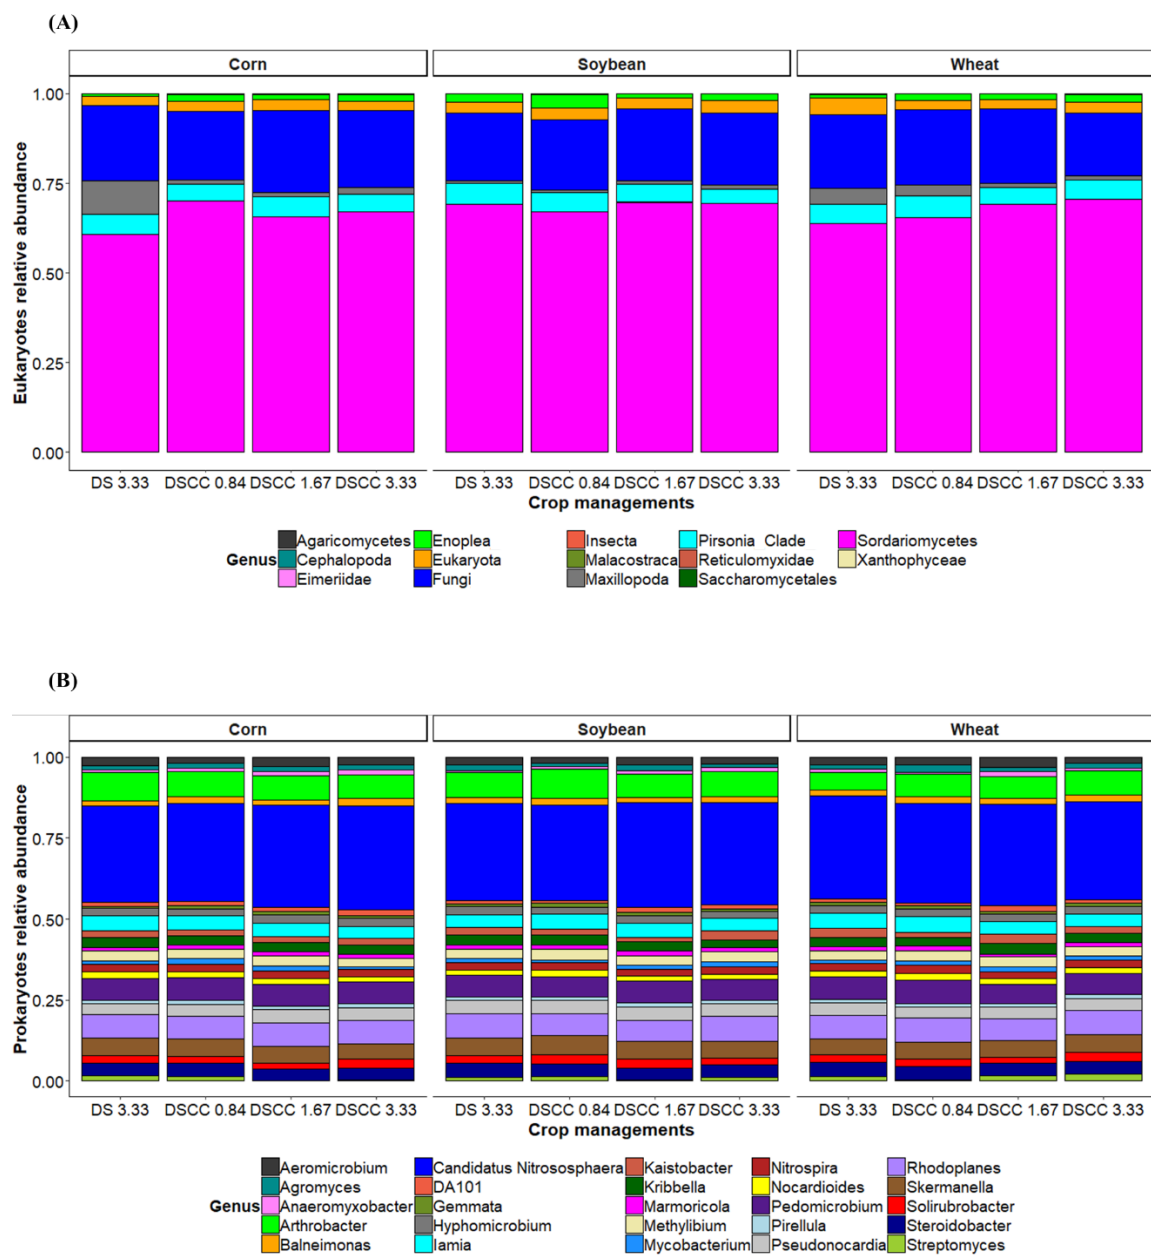 (A)
Corn Soybean Wheat
Eukaryotes relative abundance
1.00
0.75
0.50
0.25
0.00
DS 3.33 DSCC 0.84 DSCC 1.67 DSCC 3.33 DS 3.33 DSCC 0.84 DSCC 1.67 DSCC 3.33 DS 3.33 DSCC 0.84 DSCC 1.67 DSCC 3.33
Crop managements
Agaricomycetes Enoplea Insecta Pirsonia Clade Sordariomycetes
Genus Cephalopoda Eukaryota Malacostraca Reticulomyxidae Xanthophyceae
Eimeriidae Fungi Maxillopoda Saccharomycetales
(B)
Corn Soybean Wheat
Prokaryotes relative abundance
1.00
0.75
0.50
0.25
0.00
DS 3.33 DSCC 0.84 DSCC 1.67 DSCC 3.33 DS 3.33 DSCC 0.84 DSCC 1.67 DSCC 3.33 DS 3.33 DSCC 0.84 DSCC 1.67 DSCC 3.33
Crop managements
Aeromicrobium Candidatus Nitrososphaera Kaistobacter Nitrospira Rhodoplanes
Agromyces DA101 Kribbella Nocardioides Skermanella
Genus Anaeromyxobacter Gemmata Marmoricola Pedomicrobium Solirubrobacter
Arthrobacter Hyphomicrobium Methylibium Pirellula Steroidobacter
Balneimonas Iamia Mycobacterium Pseudonocardia Streptomyces